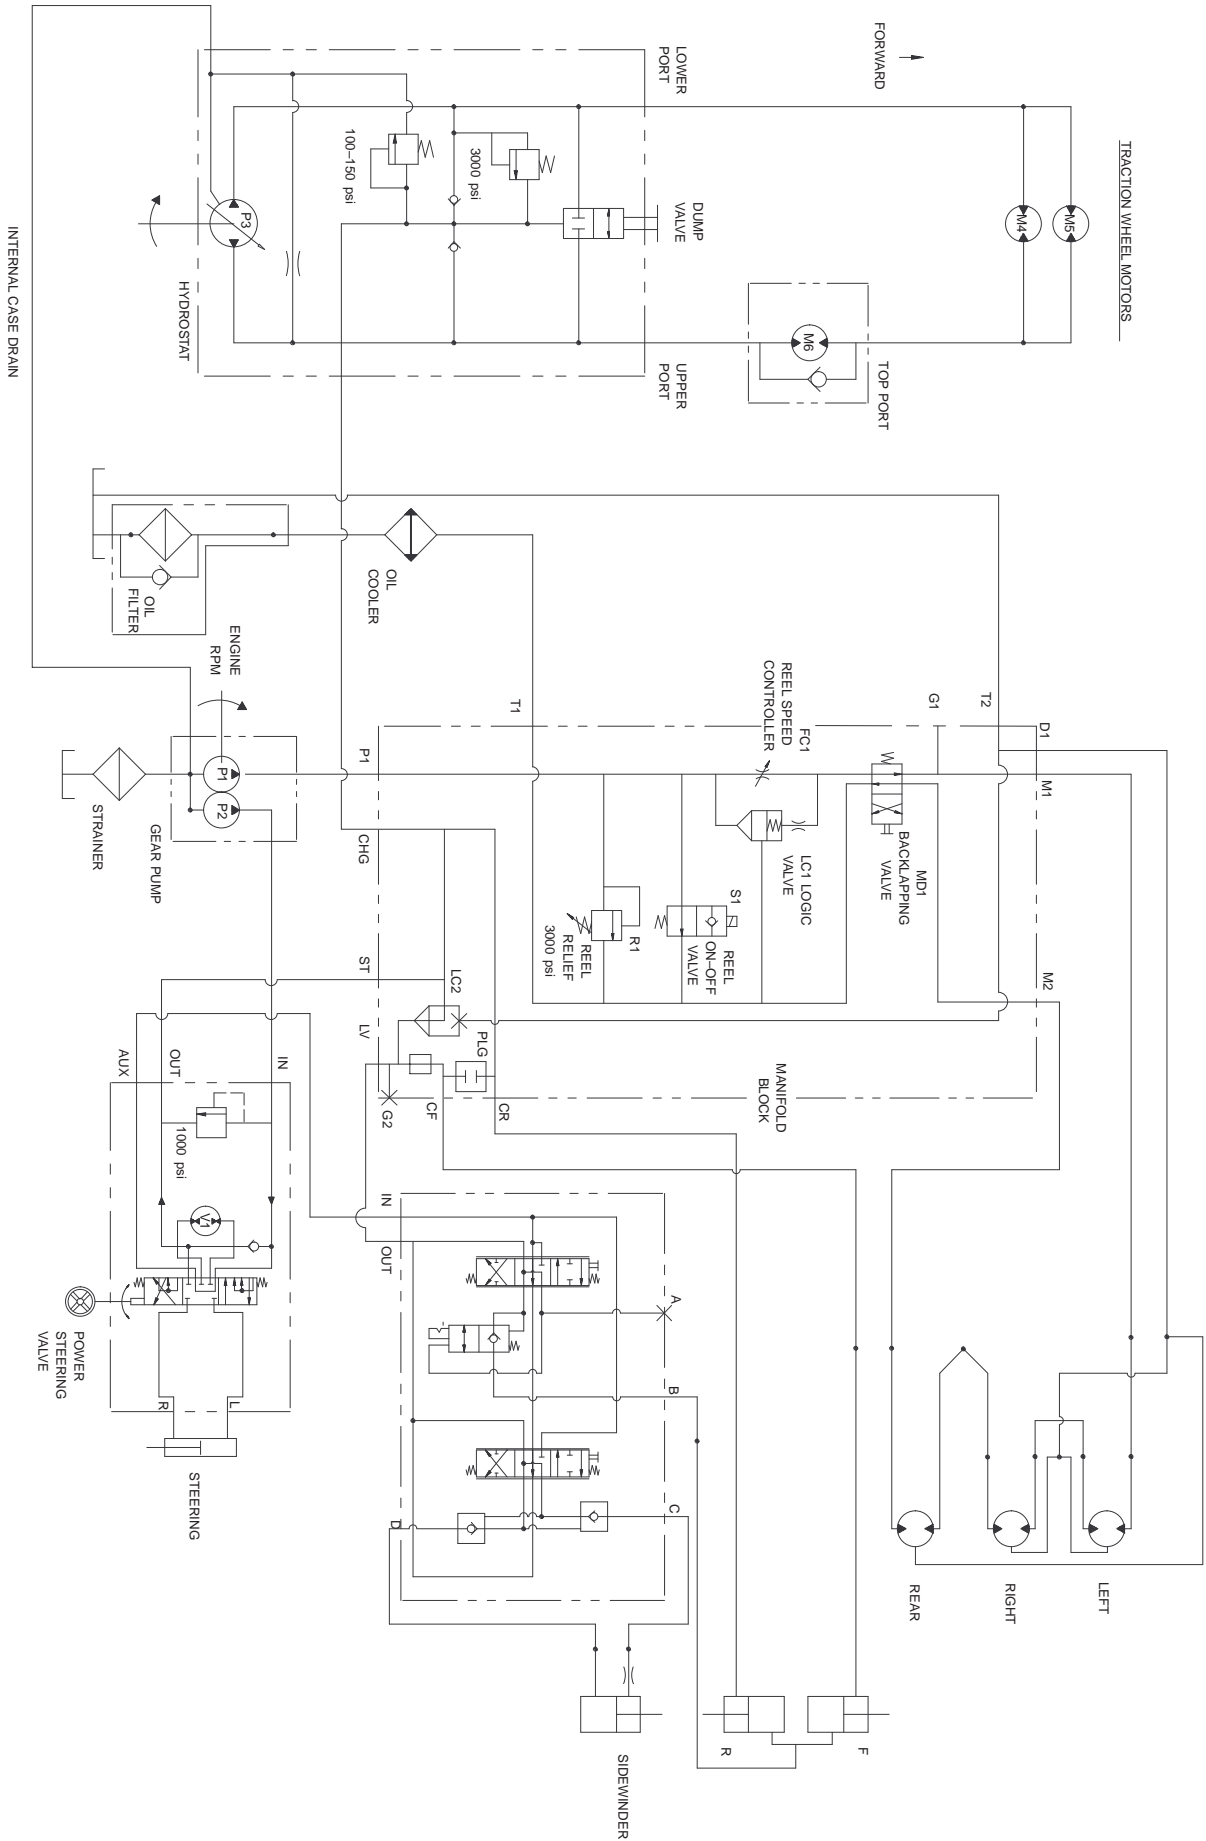 FORWARD
TRACTION WHEEL MOTORS
LOWER
PORT
100–150 psi
3000 psi
DUMP
VALVE
P3
M4
M5
M6
HYDROSTAT
UPPER
PORT
TOP PORT
INTERNAL CASE DRAIN
OIL
FILTER
OIL
COOLER
ENGINE
RPM
P1
P2
STRAINER
GEAR PUMP
T1
P1
REEL SPEED
CONTROLLER
FC1
G1
T2
D1
M1
CHG
LC1 LOGIC
VALVE
MD1
BACKLAPPING
VALVE
S1
REEL
ON–OFF
VALVE
R1
REEL
RELIEF
3000 psi
ST
LC2
M2
LV
PLG
G2
CF
CR
MANIFOLD
BLOCK
AUX
OUT
IN
1000 psi
V1
POWER
STEERING
VALVE
R
L
STEERING
IN
OUT
A
B
C
D
REAR
RIGHT
LEFT
SIDEWINDER
R
F